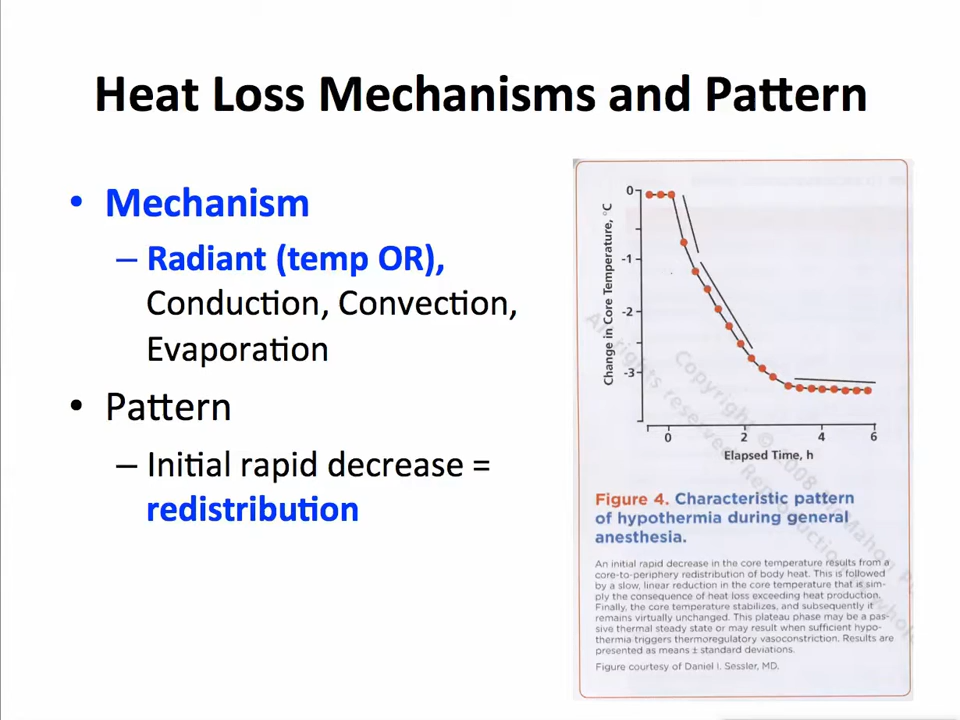 Heat Loss Mechanisms and Pattern
• Mechanism
– Radiant (temp OR),
Conduction, Convection,
Evaporation
• Pattern
– Initial rapid decrease =
redistribution
Change in Core Temperature, °C
0
-1
-2
-3
0 2 4 6
Elapsed Time, h
Figure 4. Characteristic pattern
of hypothermia during general
anesthesia.
An initial rapid decrease in the core temperature results from a
core-to-periphery redistribution of body heat. This is followed
by a slow, linear reduction in the core temperature that is sim-
ply the consequence of heat loss exceeding heat production.
Finally, the core temperature stabilizes, and subsequently it
remains virtually unchanged. This plateau phase may be a pas-
sive thermal steady state or may result when sufficient hypo-
thermia triggers thermoregulatory vasoconstriction. Results are
presented as means ± standard deviations.
Figure courtesy of Daniel I. Sessler, MD.
All rights reserved. Reproduction
Copyright © 2008